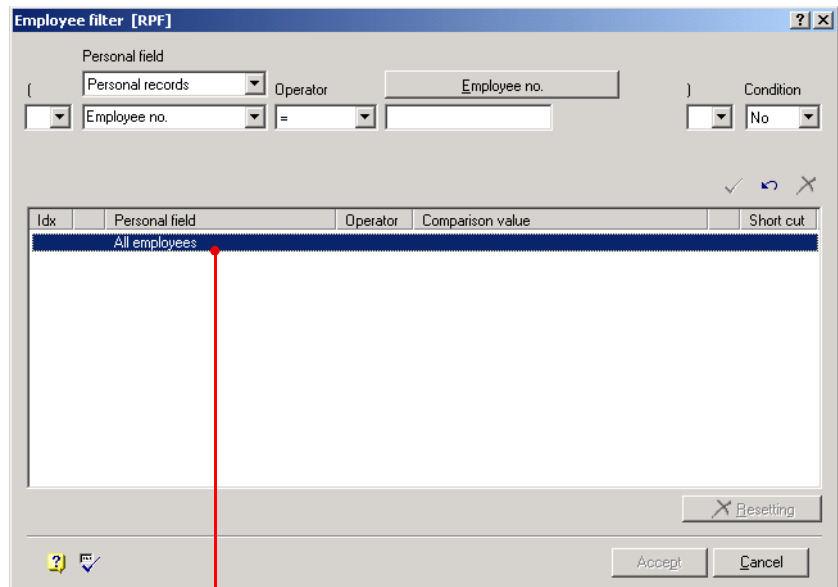 Employee filter [RPF]
Personal field
( Personal records Operator Employee no. ) Condition
Employee no. = No
Idx Personal field Operator Comparison value Short cut
All employees
Resetting
Accept Cancel